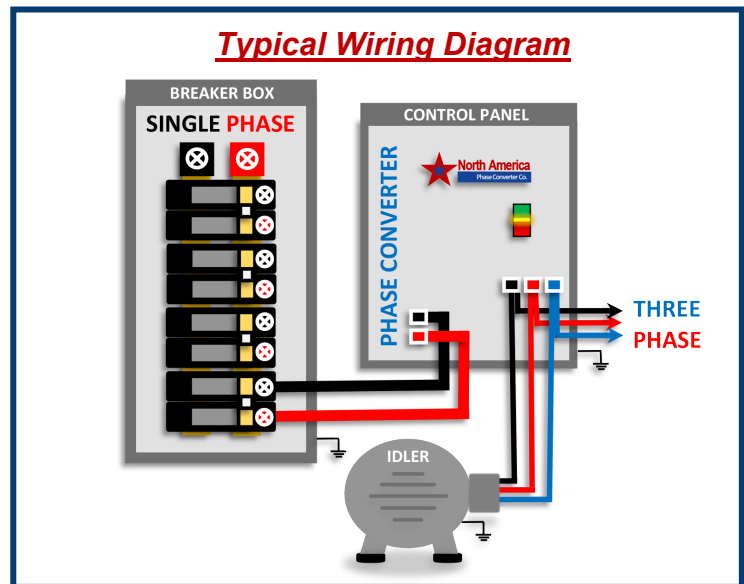 Typical Wiring Diagram
BREAKER BOX
SINGLE PHASE
CONTROL PANEL
PHASE CONVERTER
North America
Phase Converter Co.
THREE
PHASE
IDLER